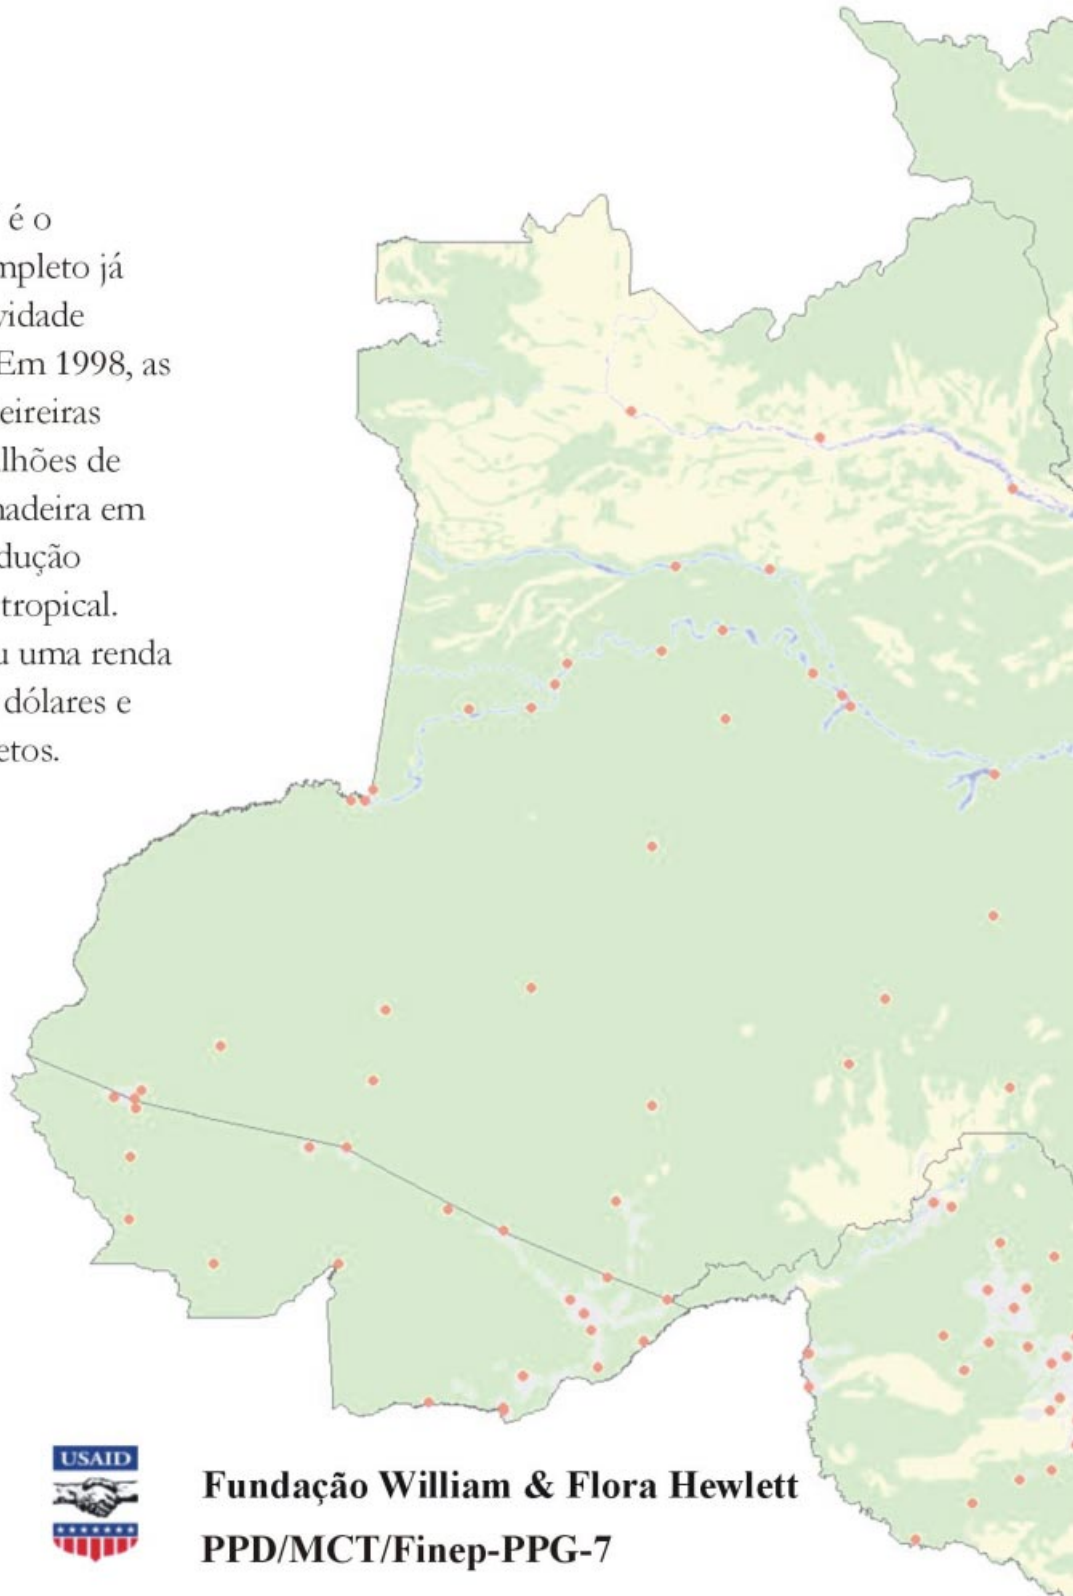 é o
mpleto já
vidade
Em 1998, as
eireiras
lhões de
nadeira em
dução
tropical.
u uma renda
dólares e
etos.
USAID
Fundação William & Flora Hewlett
PPD/MCT/Finep-PPG-7